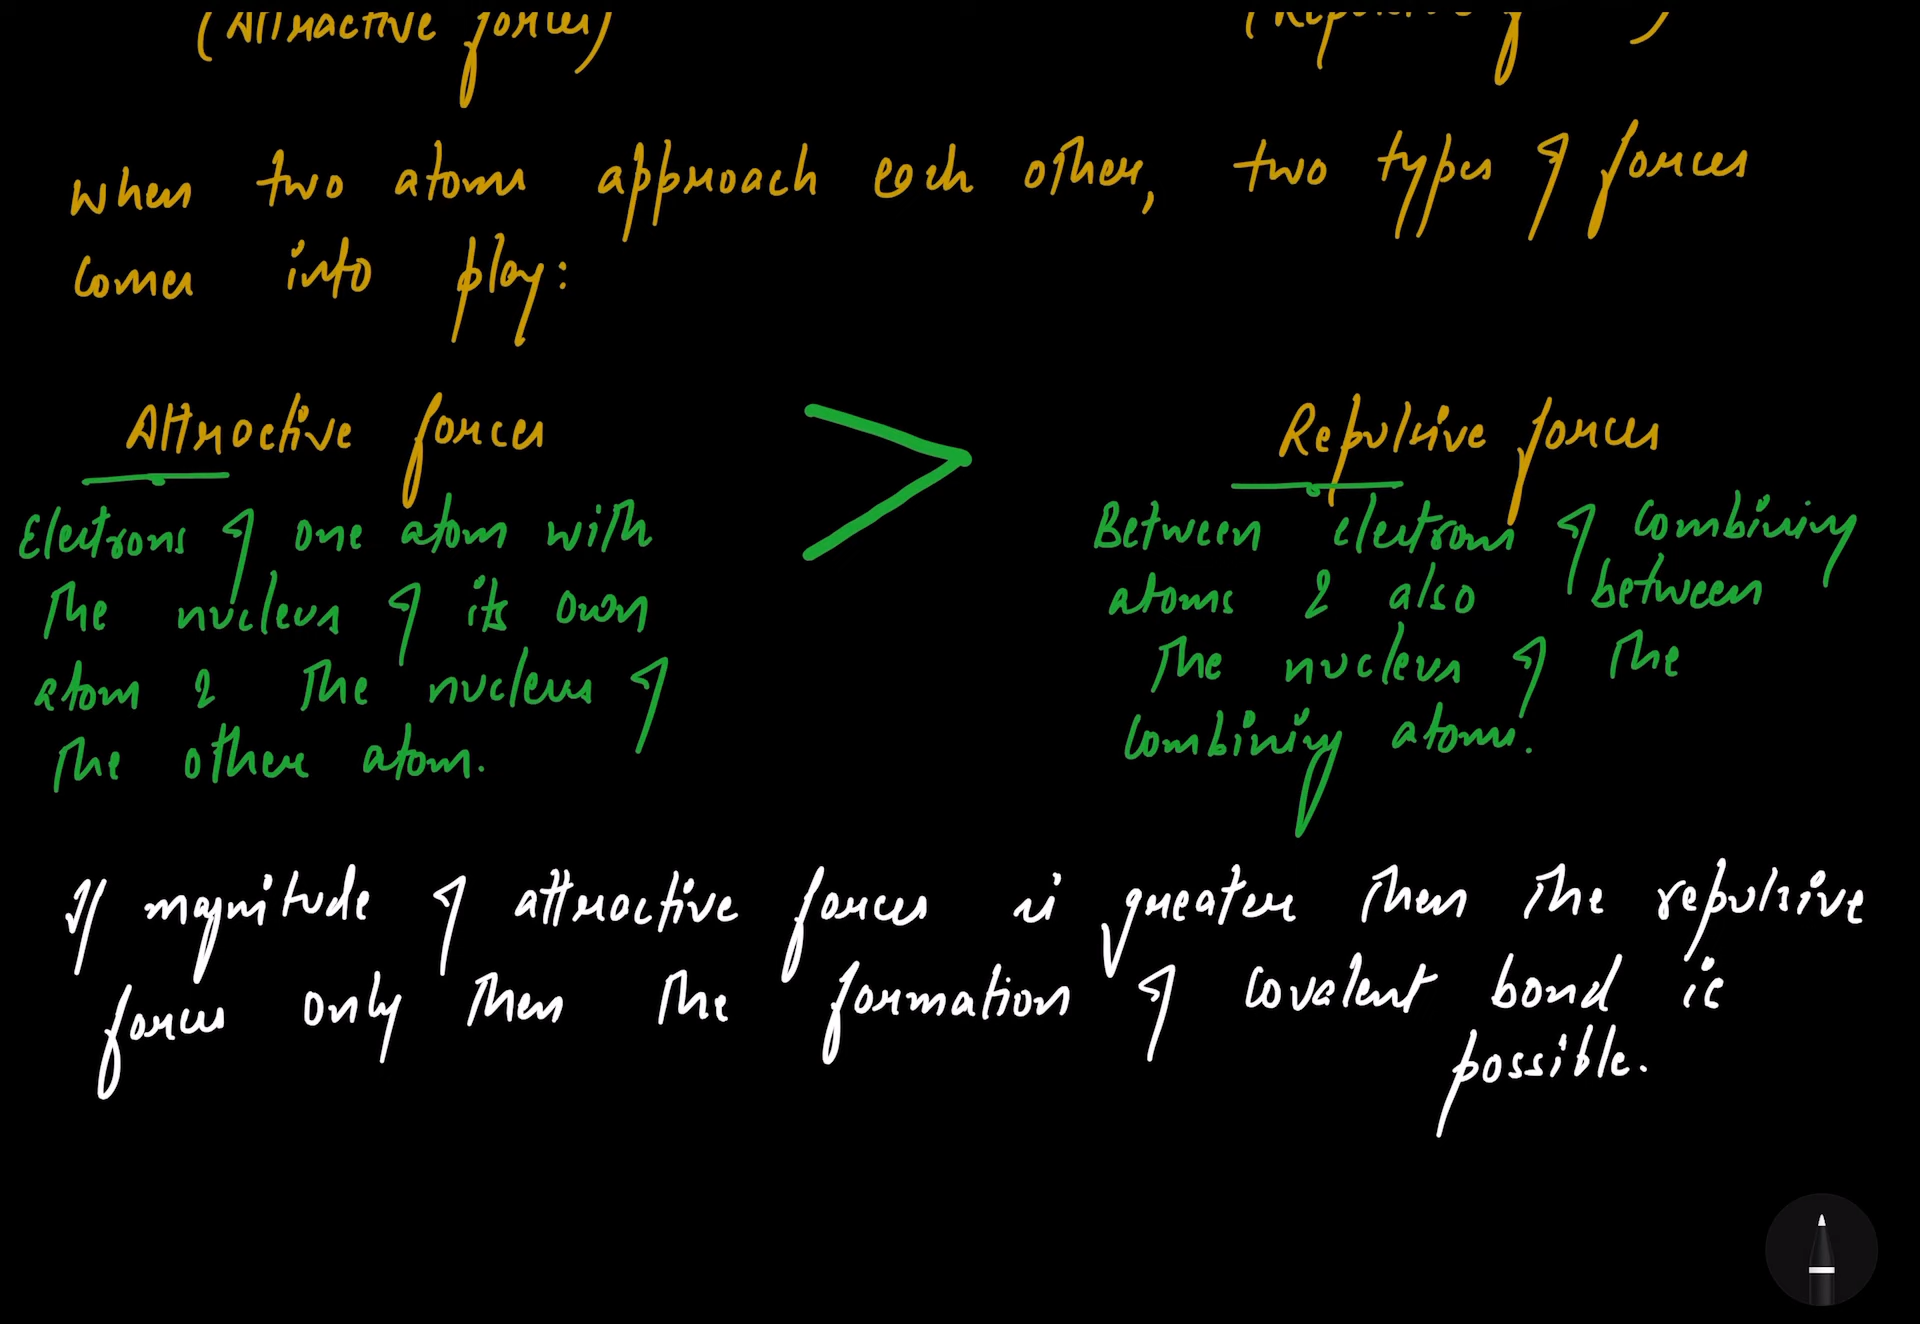 (Attractive forces)
When two atoms approach each other, two types of forces
comes into play:
Attractive forces > Repulsive forces
Electrons of one atom with
the nucleus of its own
atom & the nucleus of
the other atom.
Between electrons of combining
atoms & also between
the nucleus of the
combining atoms.
If magnitude of attractive forces is greater then the repulsive
forces only then the formation of covalent bond is
possible.